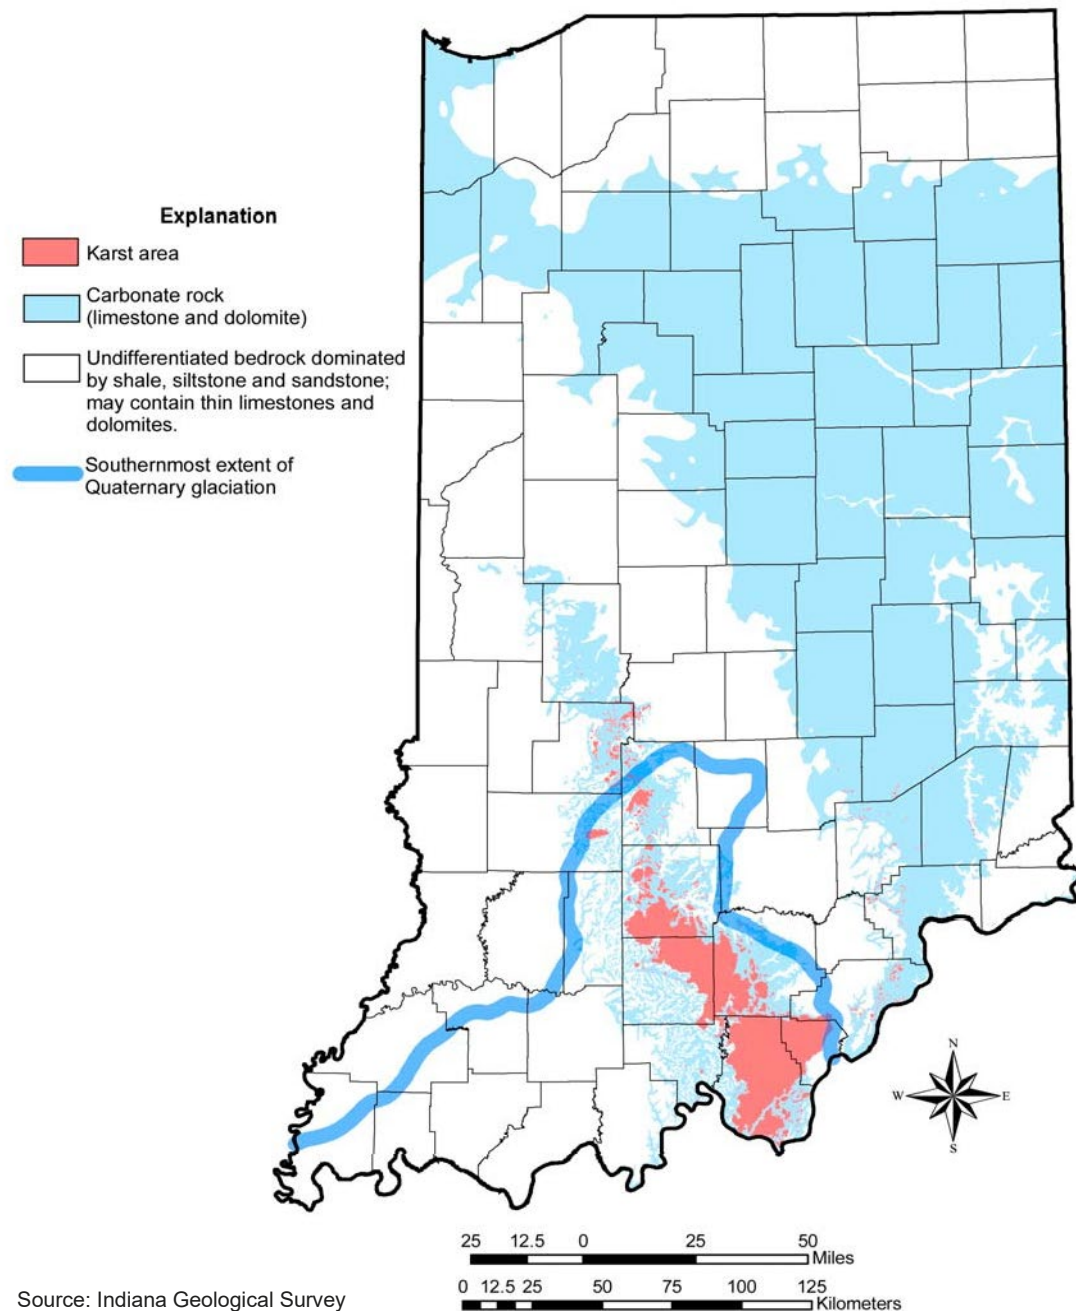 Explanation
Karst area
Carbonate rock
(limestone and dolomite)
Undifferentiated bedrock dominated
by shale, siltstone and sandstone;
may contain thin limestones and
dolomites.
Southernmost extent of
Quaternary glaciation
N
W E
S
25 12.5 0 25 50
Miles
0 12.5 25 50 75 100 125
Kilometers
Source: Indiana Geological Survey